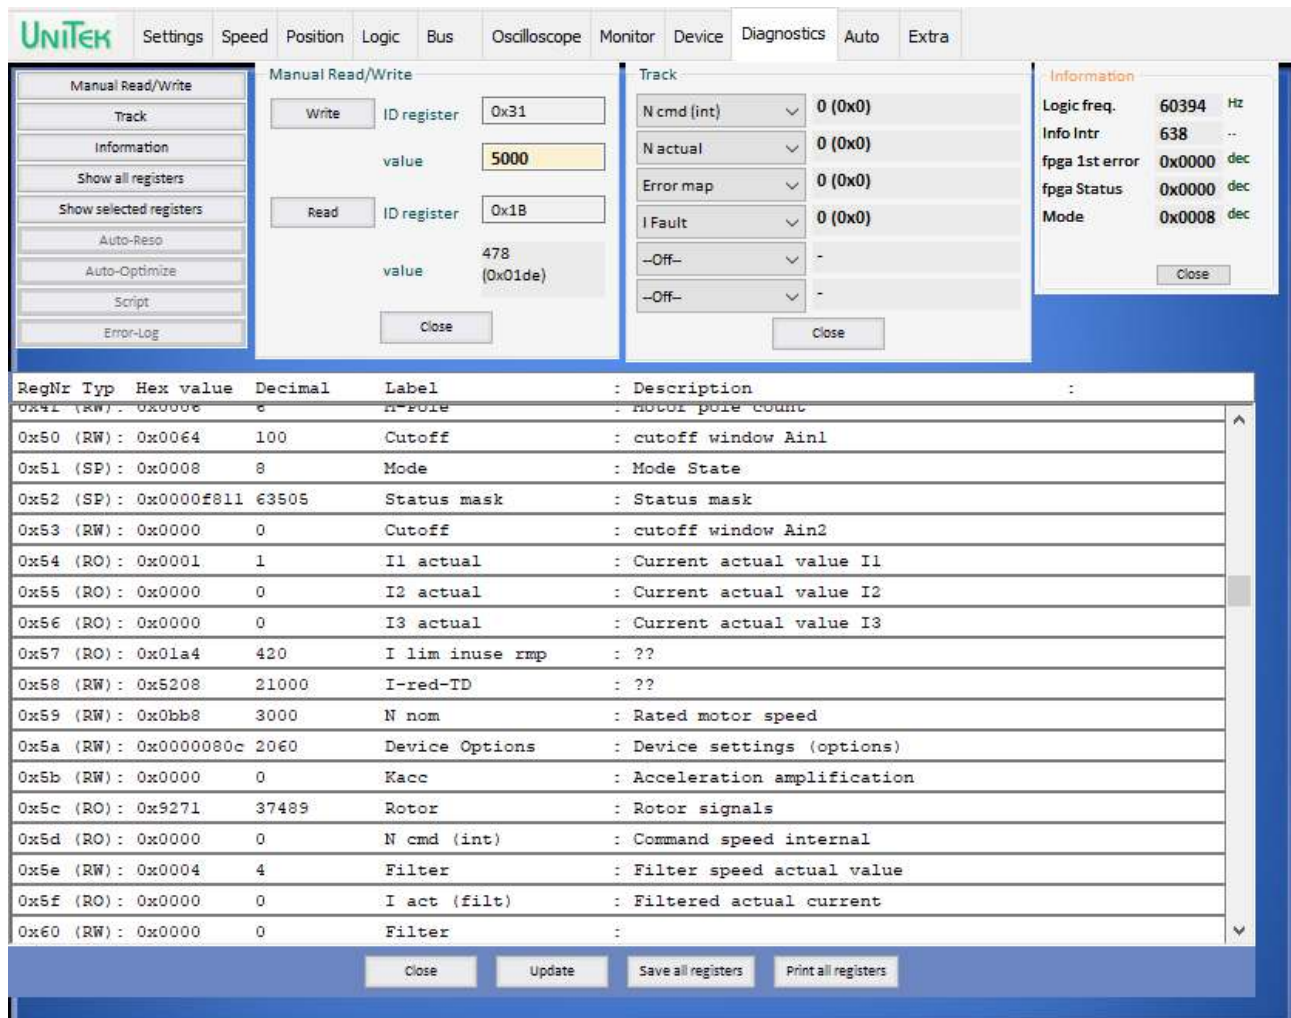 UNITEK Settings Speed Position Logic Bus Oscilloscope Monitor Device Diagnostics Auto Extra
Manual Read/Write
Track
Information
Show all registers
Show selected registers
Auto-Reso
Auto-Optimize
Script
Error-Log
Manual Read/Write
Write ID register 0x31
value 5000
Read ID register 0x1B
value 478
(0x01de)
Close
Track
N cmd (int) 0 (0x0)
N actual 0 (0x0)
Error map 0 (0x0)
I Fault 0 (0x0)
--Off-- -
--Off-- -
Close
Information
Logic freq. 60394 Hz
Info Intr 638 --
fpga 1st error 0x0000 dec
fpga Status 0x0000 dec
Mode 0x0008 dec
Close
RegNr Typ Hex value Decimal Label : Description :
0x4f (RW): 0x0006 6 M-Pole : Motor pole count
0x50 (RW): 0x0064 100 Cutoff : cutoff window Ain1
0x51 (SP): 0x0008 8 Mode : Mode State
0x52 (SP): 0x0000f811 63505 Status mask : Status mask
0x53 (RW): 0x0000 0 Cutoff : cutoff window Ain2
0x54 (RO): 0x0001 1 I1 actual : Current actual value I1
0x55 (RO): 0x0000 0 I2 actual : Current actual value I2
0x56 (RO): 0x0000 0 I3 actual : Current actual value I3
0x57 (RO): 0x01a4 420 I lim inuse rmp : ??
0x58 (RW): 0x5208 21000 I-red-TD : ??
0x59 (RW): 0x0bb8 3000 N nom : Rated motor speed
0x5a (RW): 0x0000080c 2060 Device Options : Device settings (options)
0x5b (RW): 0x0000 0 Kacc : Acceleration amplification
0x5c (RO): 0x9271 37489 Rotor : Rotor signals
0x5d (RO): 0x0000 0 N cmd (int) : Command speed internal
0x5e (RW): 0x0004 4 Filter : Filter speed actual value
0x5f (RO): 0x0000 0 I act (filt) : Filtered actual current
0x60 (RW): 0x0000 0 Filter :
Close Update Save all registers Print all registers